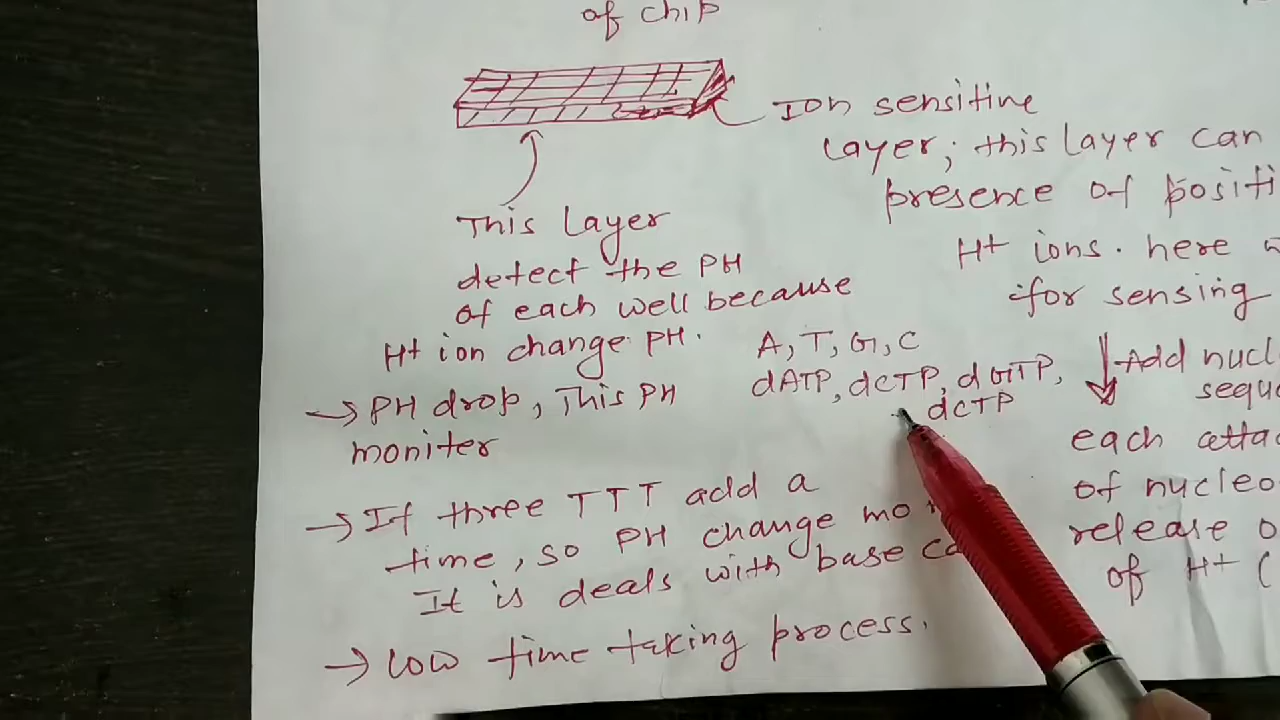 of chip
Ion sensitive
layer; this layer can
presence of positi
H+ ions. here
for sensing
This layer
detect the PH
of each well because
H+ ion change PH.
→ PH drop, This PH
moniter
A, T, G, C
dATP, dCTP, dGTP,
dCTP
Add nucl
sequ
each attac
of nucleo
release o
of H+ (
→ If three TTT add a
time, so PH change mo
It is deals with base ca
→ low time taking process.